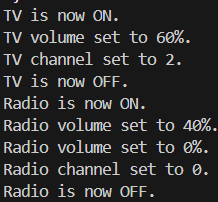 TV is now ON.
TV volume set to 60%.
TV channel set to 2.
TV is now OFF.
Radio is now ON.
Radio volume set to 40%.
Radio volume set to 0%.
Radio channel set to 0.
Radio is now OFF.